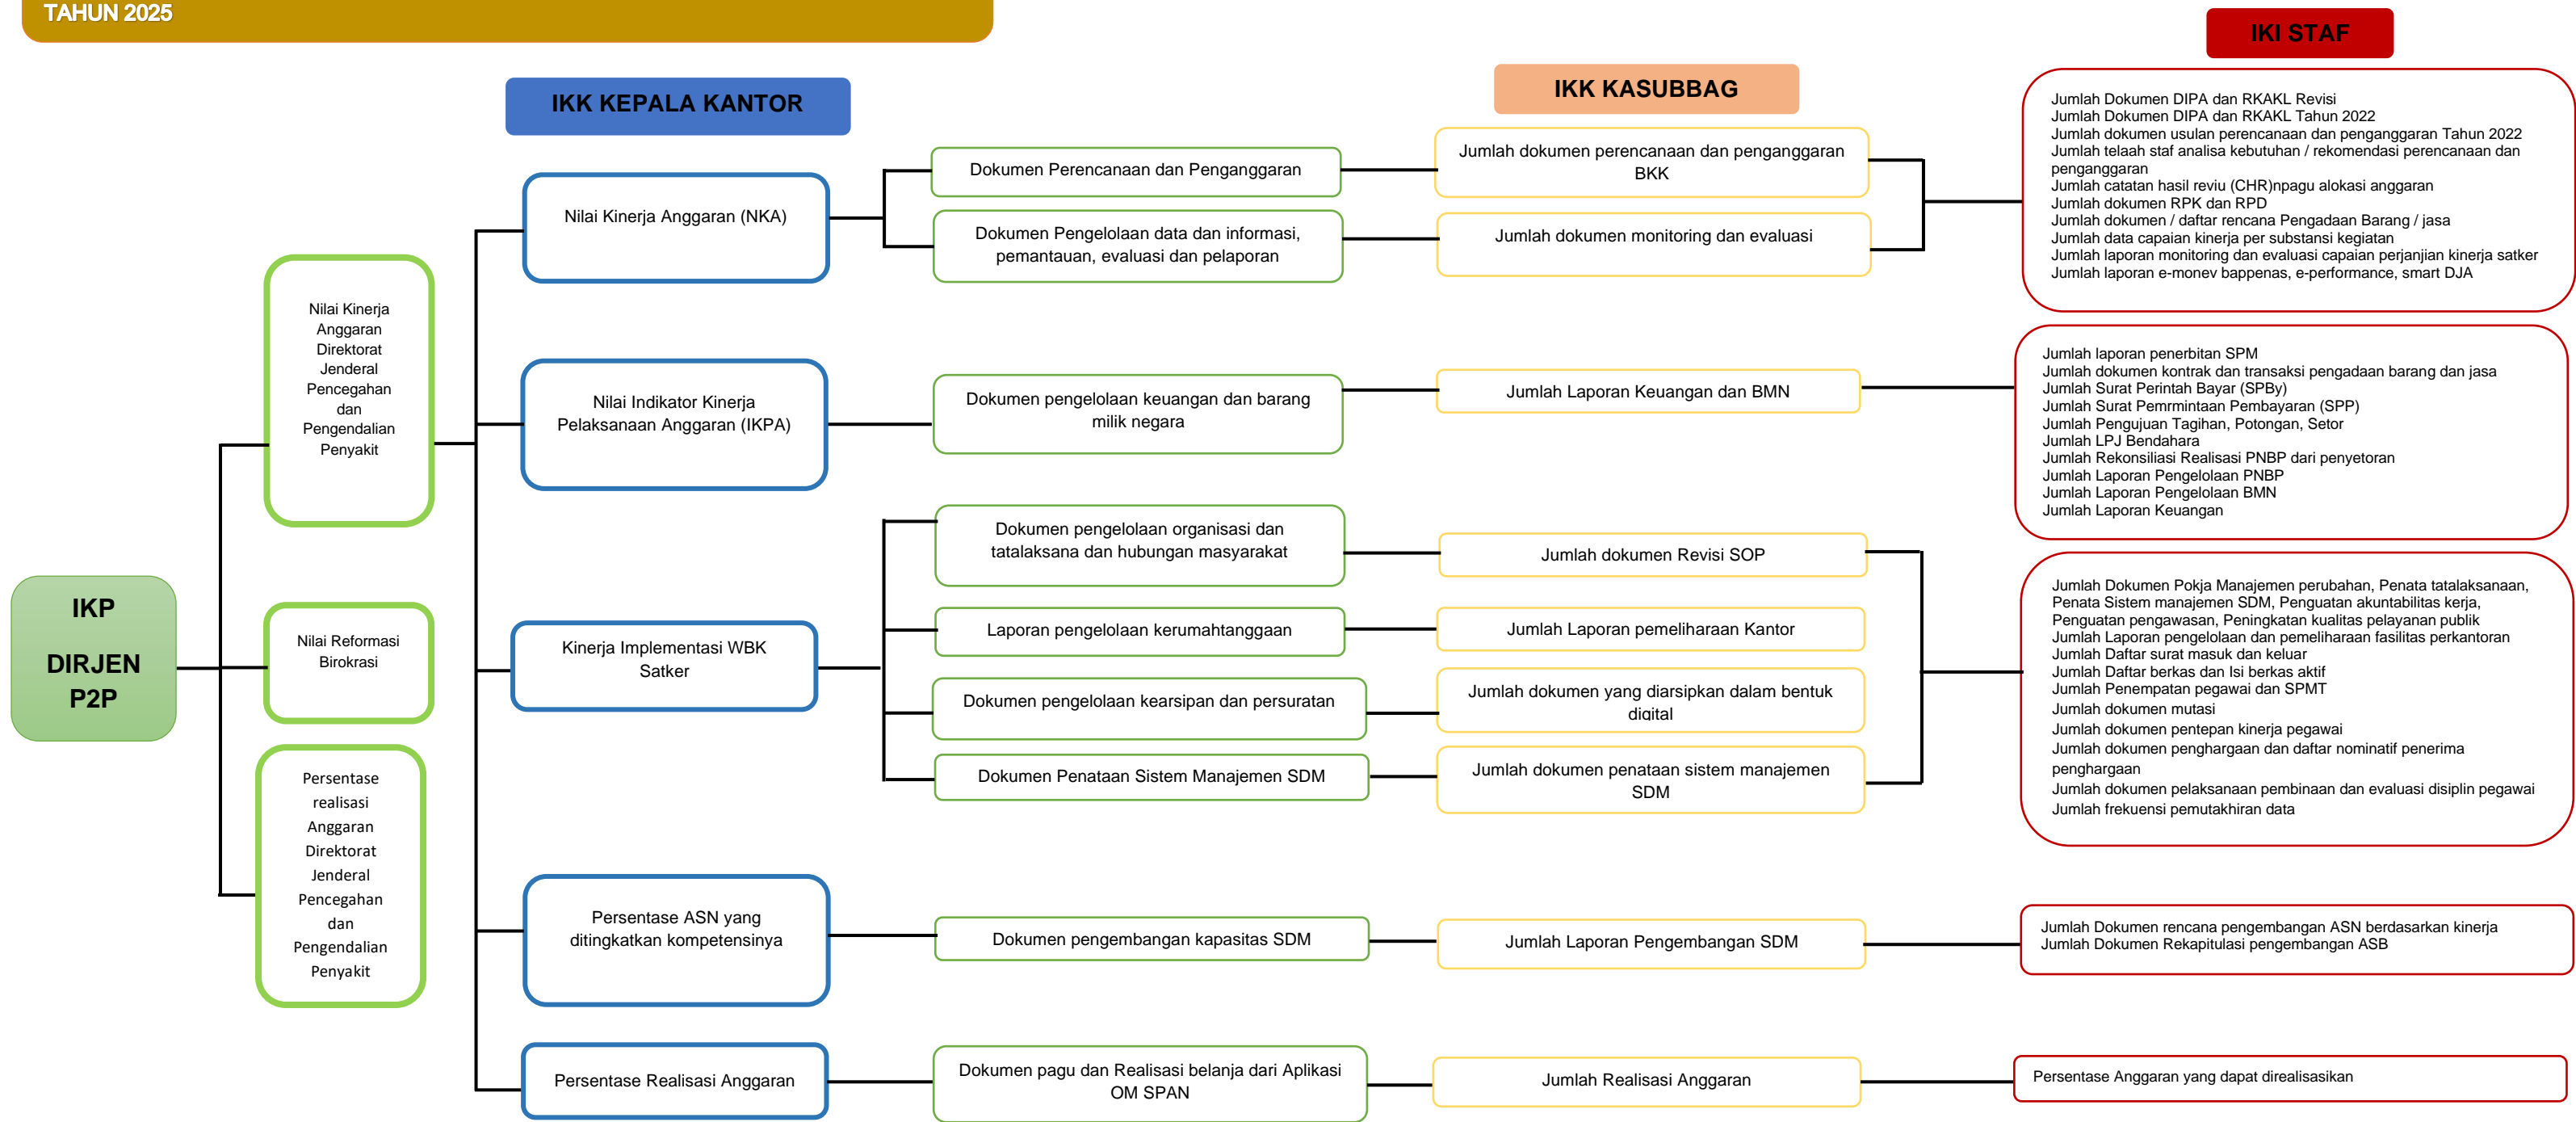 TAHUN 2025
IKI STAF
IKK KEPALA KANTOR
IKK KASUBBAG
IKP
DIRJEN
P2P
Nilai Kinerja
Anggaran
Direktorat
Jenderal
Pencegahan
dan
Pengendalian
Penyakit
Nilai Reformasi
Birokrasi
Persentase
realisasi
Anggaran
Direktorat
Jenderal
Pencegahan
dan
Pengendalian
Penyakit
Nilai Kinerja Anggaran (NKA)
Nilai Indikator Kinerja
Pelaksanaan Anggaran (IKPA)
Kinerja Implementasi WBK
Satker
Persentase ASN yang
ditingkatkan kompetensinya
Persentase Realisasi Anggaran
Dokumen Perencanaan dan Penganggaran
Dokumen Pengelolaan data dan informasi,
pemantauan, evaluasi dan pelaporan
Dokumen pengelolaan keuangan dan barang
milik negara
Dokumen pengelolaan organisasi dan
tatalaksana dan hubungan masyarakat
Laporan pengelolaan kerumahtanggaan
Dokumen pengelolaan kearsipan dan persuratan
Dokumen Penataan Sistem Manajemen SDM
Dokumen pengembangan kapasitas SDM
Dokumen pagu dan Realisasi belanja dari Aplikasi
OM SPAN
Jumlah dokumen perencanaan dan penganggaran
BKK
Jumlah dokumen monitoring dan evaluasi
Jumlah Laporan Keuangan dan BMN
Jumlah dokumen Revisi SOP
Jumlah Laporan pemeliharaan Kantor
Jumlah dokumen yang diarsipkan dalam bentuk
digital
Jumlah dokumen penataan sistem manajemen
SDM
Jumlah Laporan Pengembangan SDM
Jumlah Realisasi Anggaran
Jumlah Dokumen DIPA dan RKAKL Revisi
Jumlah Dokumen DIPA dan RKAKL Tahun 2022
Jumlah dokumen usulan perencanaan dan penganggaran Tahun 2022
Jumlah telaah staf analisa kebutuhan / rekomendasi perencanaan dan
penganggaran
Jumlah catatan hasil reviu (CHR)npagu alokasi anggaran
Jumlah dokumen RPK dan RPD
Jumlah dokumen / daftar rencana Pengadaan Barang / jasa
Jumlah data capaian kinerja per substansi kegiatan
Jumlah laporan monitoring dan evaluasi capaian perjanjian kinerja satker
Jumlah laporan e-monev bappenas, e-performance, smart DJA
Jumlah laporan penerbitan SPM
Jumlah dokumen kontrak dan transaksi pengadaan barang dan jasa
Jumlah Surat Perintah Bayar (SPBy)
Jumlah Surat Pemrmintaan Pembayaran (SPP)
Jumlah Pengujuan Tagihan, Potongan, Setor
Jumlah LPJ Bendahara
Jumlah Rekonsiliasi Realisasi PNBP dari penyetoran
Jumlah Laporan Pengelolaan PNBP
Jumlah Laporan Pengelolaan BMN
Jumlah Laporan Keuangan
Jumlah Dokumen Pokja Manajemen perubahan, Penata tatalaksanaan,
Penata Sistem manajemen SDM, Penguatan akuntabilitas kerja,
Penguatan pengawasan, Peningkatan kualitas pelayanan publik
Jumlah Laporan pengelolaan dan pemeliharaan fasilitas perkantoran
Jumlah Daftar surat masuk dan keluar
Jumlah Daftar berkas dan Isi berkas aktif
Jumlah Penempatan pegawai dan SPMT
Jumlah dokumen mutasi
Jumlah dokumen pentepan kinerja pegawai
Jumlah dokumen penghargaan dan daftar nominatif penerima
penghargaan
Jumlah dokumen pelaksanaan pembinaan dan evaluasi disiplin pegawai
Jumlah frekuensi pemutakhiran data
Jumlah Dokumen rencana pengembangan ASN berdasarkan kinerja
Jumlah Dokumen Rekapitulasi pengembangan ASB
Persentase Anggaran yang dapat direalisasikan